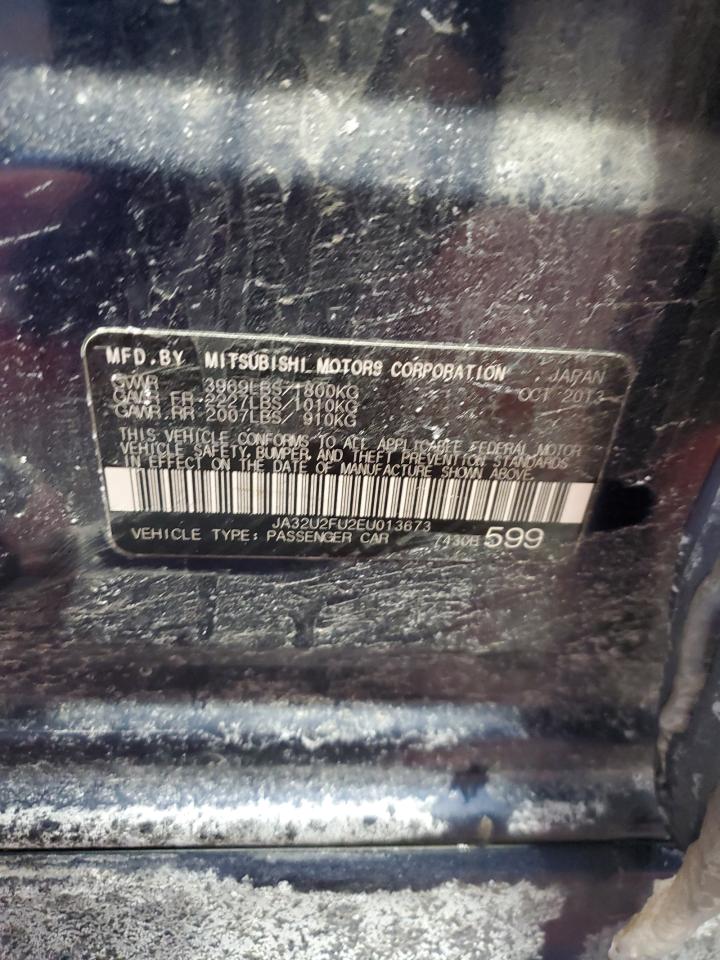 MFD.BY MITSUBISHI MOTORS CORPORATION JAPAN
GVWR 3969LBS/1800KG OCT 2013
GAWR FR 2227LBS/1010KG
GAWR RR 2007LBS/ 910KG
THIS VEHICLE CONFORMS TO ALL APPLICABLE FEDERAL MOTOR
VEHICLE SAFETY, BUMPER, AND THEFT PREVENTION STANDARDS
IN EFFECT ON THE DATE OF MANUFACTURE SHOWN ABOVE.
JA32U2FU2EU013673
VEHICLE TYPE: PASSENGER CAR 7430B 599